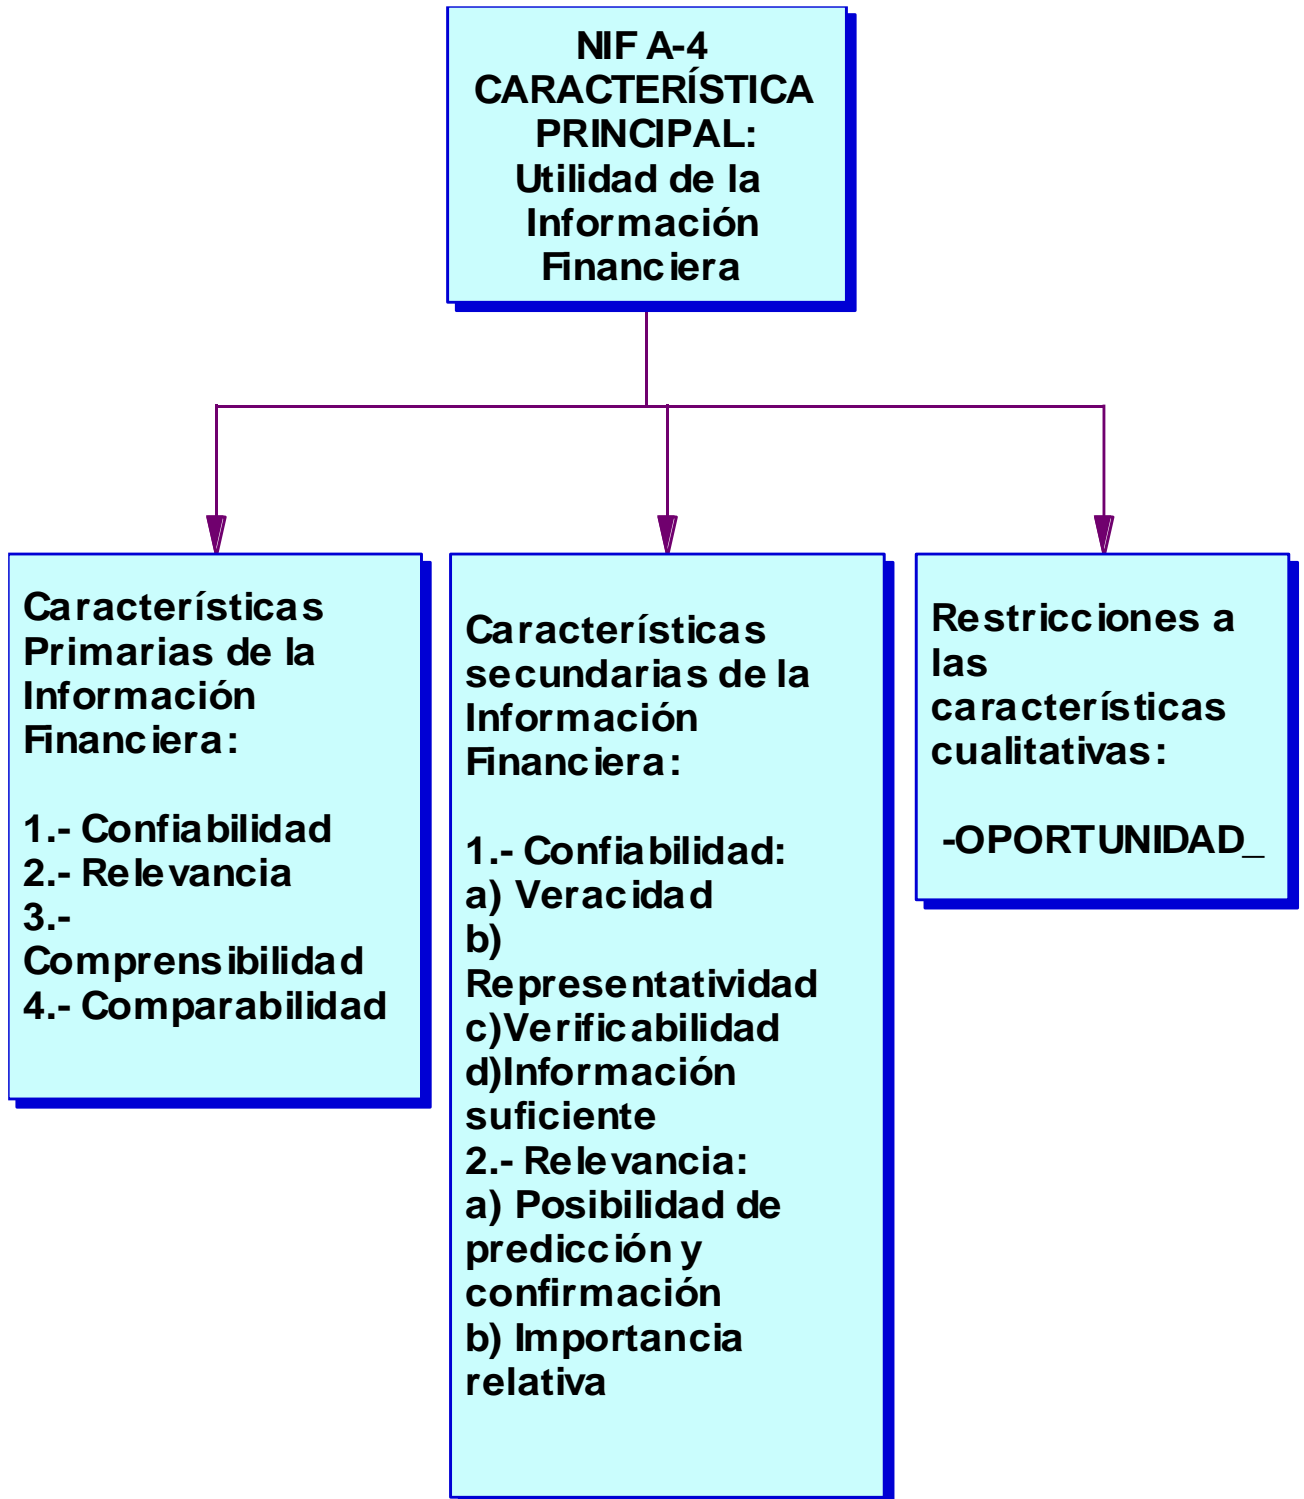 NIF A-4
CARACTERÍSTICA
PRINCIPAL:
Utilidad de la
Información
Financiera
Características
Primarias de la
Información
Financiera:
1.- Confiabilidad
2.- Relevancia
3.-
Comprensibilidad
4.- Comparabilidad
Características
secundarias de la
Información
Financiera:
1.- Confiabilidad:
a) Veracidad
b)
Representatividad
c)Verificabilidad
d)Información
suficiente
2.- Relevancia:
a) Posibilidad de
predicción y
confirmación
b) Importancia
relativa
Restricciones a
las
características
cualitativas:
-OPORTUNIDAD_